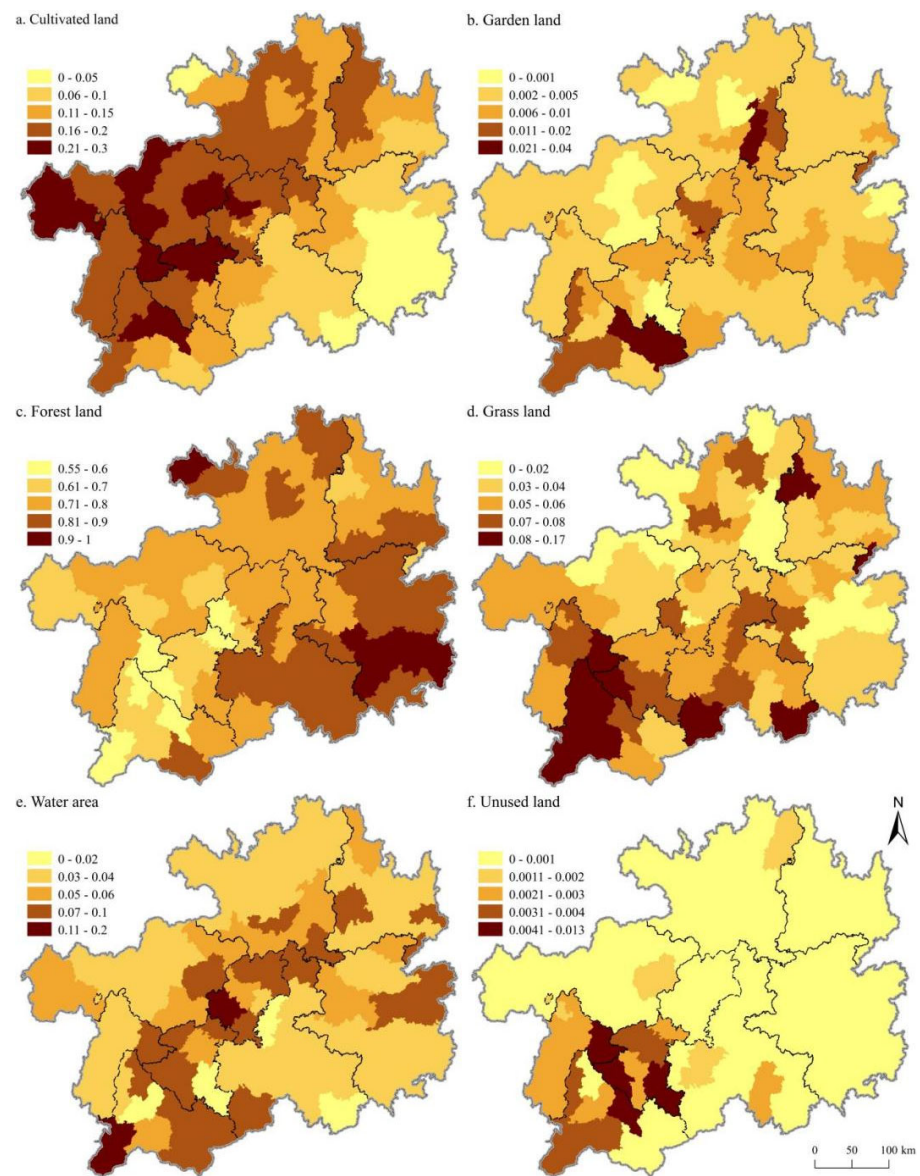 a. Cultivated land
0 - 0.05
0.06 - 0.1
0.11 - 0.15
0.16 - 0.2
0.21 - 0.3
b. Garden land
0 - 0.001
0.002 - 0.005
0.006 - 0.01
0.011 - 0.02
0.021 - 0.04
c. Forest land
0.55 - 0.6
0.61 - 0.7
0.71 - 0.8
0.81 - 0.9
0.9 - 1
d. Grass land
0 - 0.02
0.03 - 0.04
0.05 - 0.06
0.07 - 0.08
0.08 - 0.17
e. Water area
0 - 0.02
0.03 - 0.04
0.05 - 0.06
0.07 - 0.1
0.11 - 0.2
f. Unused land
0 - 0.001
0.0011 - 0.002
0.0021 - 0.003
0.0031 - 0.004
0.0041 - 0.013
N
0 50 100 km